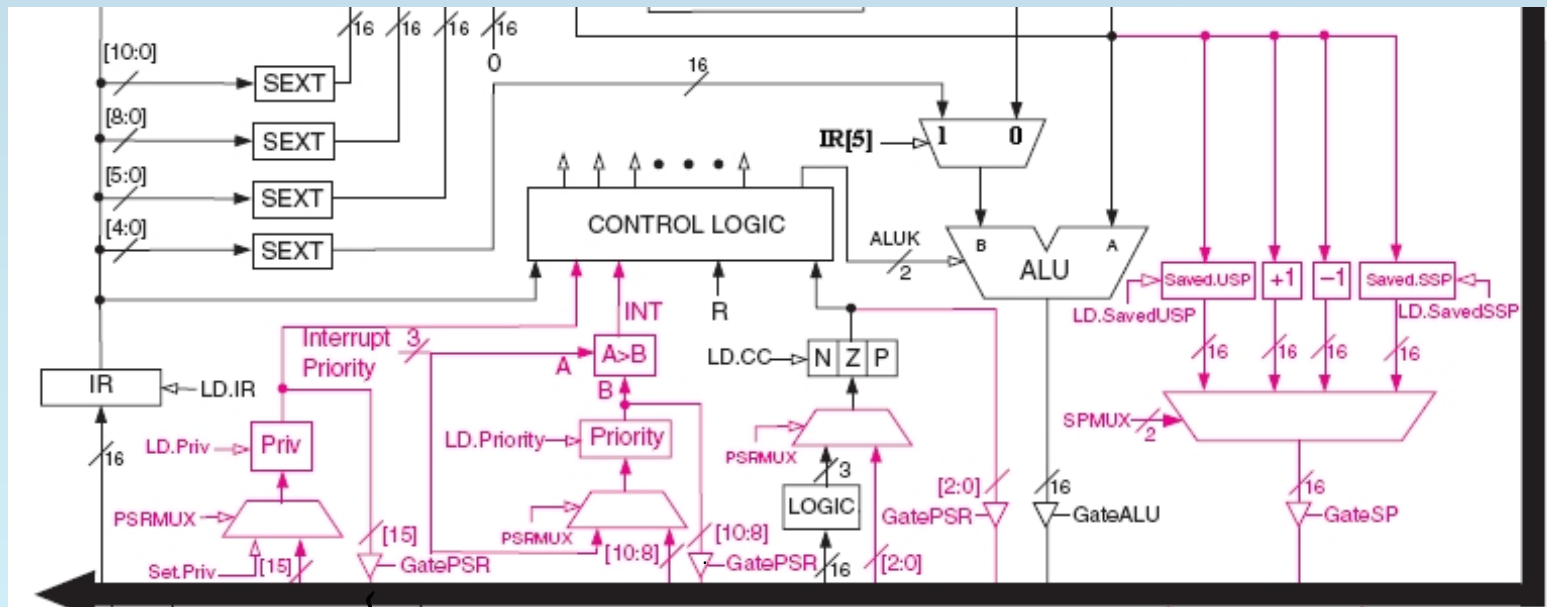 16 16 16 16
[10:0]
0
16
SEXT
[8:0]
SEXT
IR[5] 1 0
[5:0]
SEXT
CONTROL LOGIC
[4:0]
SEXT
ALUK
2
B A
ALU
Saved.USP +1 −1 Saved.SSP
LD.SavedUSP LD.SavedSSP
INT
R
Interrupt
Priority
3
A
A>B
B
LD.CC N Z P
16 16 16 16
IR
LD.IR
SPMUX
2
LD.Priv
Priv
LD.Priority
Priority
PSRMUX
16
3
PSRMUX
[15]
PSRMUX
LOGIC
[2:0]
16
16
GatePSR
GateALU
GateSP
[10:8]
[10:8]
Set.Priv
[15]
GatePSR
GatePSR
16
[2:0]